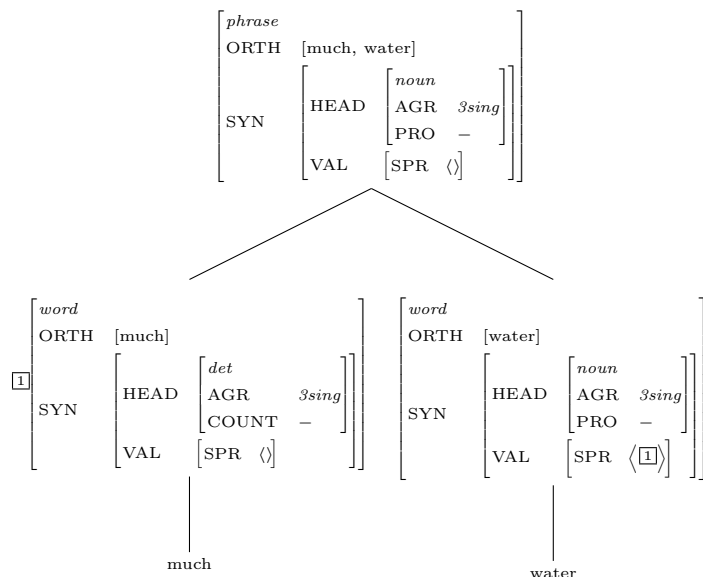 phrase
ORTH [much, water]
noun
HEAD AGR 3sing
SYN PRO −
VAL [SPR ⟨⟩]
word
ORTH [much]
det
HEAD AGR 3sing
1 SYN COUNT −
VAL [SPR ⟨⟩]
much
word
ORTH [water]
noun
HEAD AGR 3sing
SYN PRO −
VAL [SPR ⟨1⟩]
water